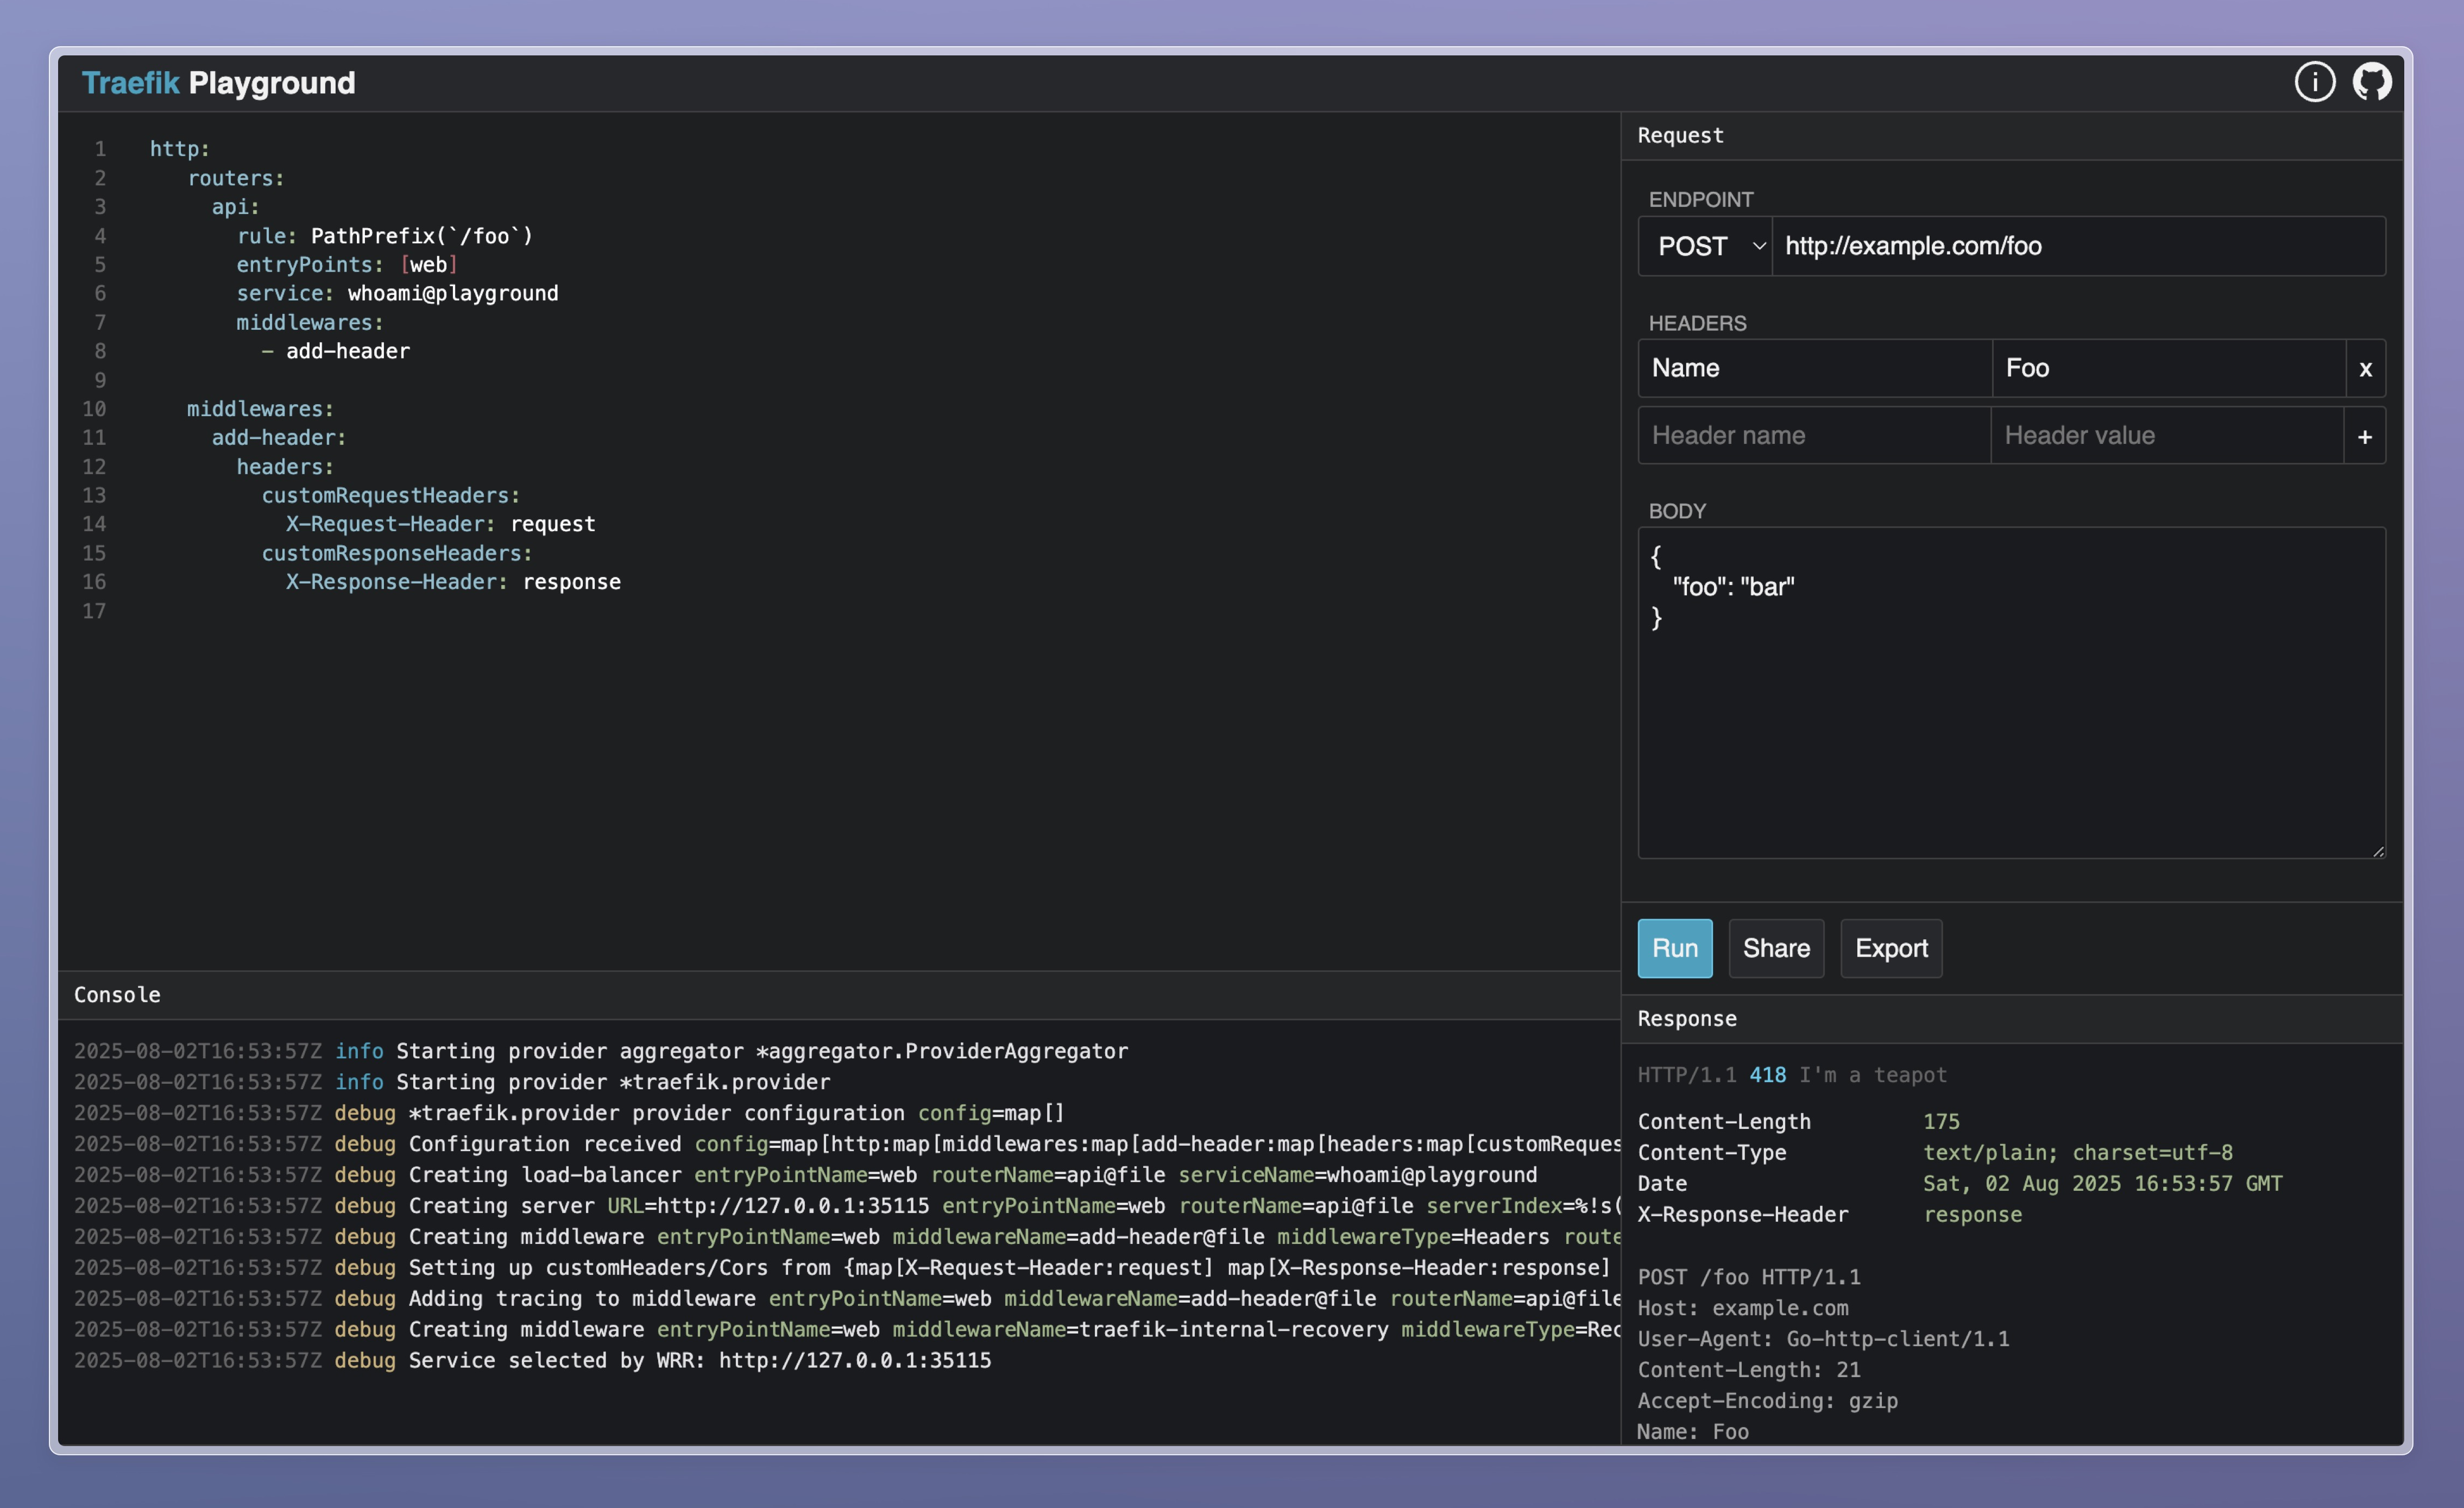 Traefik Playground
1 http:
2 routers:
3 api:
4 rule: PathPrefix(`/foo`)
5 entryPoints: [web]
6 service: whoami@playground
7 middlewares:
8 - add-header
9
10 middlewares:
11 add-header:
12 headers:
13 customRequestHeaders:
14 X-Request-Header: request
15 customResponseHeaders:
16 X-Response-Header: response
17
Console
2025-08-02T16:53:57Z info Starting provider aggregator *aggregator.ProviderAggregator
2025-08-02T16:53:57Z info Starting provider *traefik.provider
2025-08-02T16:53:57Z debug *traefik.provider provider configuration config=map[]
2025-08-02T16:53:57Z debug Configuration received config=map[http:map[middlewares:map[add-header:map[headers:map[customReques
2025-08-02T16:53:57Z debug Creating load-balancer entryPointName=web routerName=api@file serviceName=whoami@playground
2025-08-02T16:53:57Z debug Creating server URL=http://127.0.0.1:35115 entryPointName=web routerName=api@file serverIndex=%!s(
2025-08-02T16:53:57Z debug Creating middleware entryPointName=web middlewareName=add-header@file middlewareType=Headers route
2025-08-02T16:53:57Z debug Setting up customHeaders/Cors from {map[X-Request-Header:request] map[X-Response-Header:response]
2025-08-02T16:53:57Z debug Adding tracing to middleware entryPointName=web middlewareName=add-header@file routerName=api@file
2025-08-02T16:53:57Z debug Creating middleware entryPointName=web middlewareName=traefik-internal-recovery middlewareType=Rec
2025-08-02T16:53:57Z debug Service selected by WRR: http://127.0.0.1:35115
Request
ENDPOINT
POST http://example.com/foo
HEADERS
Name Foo x
Header name Header value +
BODY
{
"foo": "bar"
}
Run Share Export
Response
HTTP/1.1 418 I'm a teapot
Content-Length 175
Content-Type text/plain; charset=utf-8
Date Sat, 02 Aug 2025 16:53:57 GMT
X-Response-Header response
POST /foo HTTP/1.1
Host: example.com
User-Agent: Go-http-client/1.1
Content-Length: 21
Accept-Encoding: gzip
Name: Foo